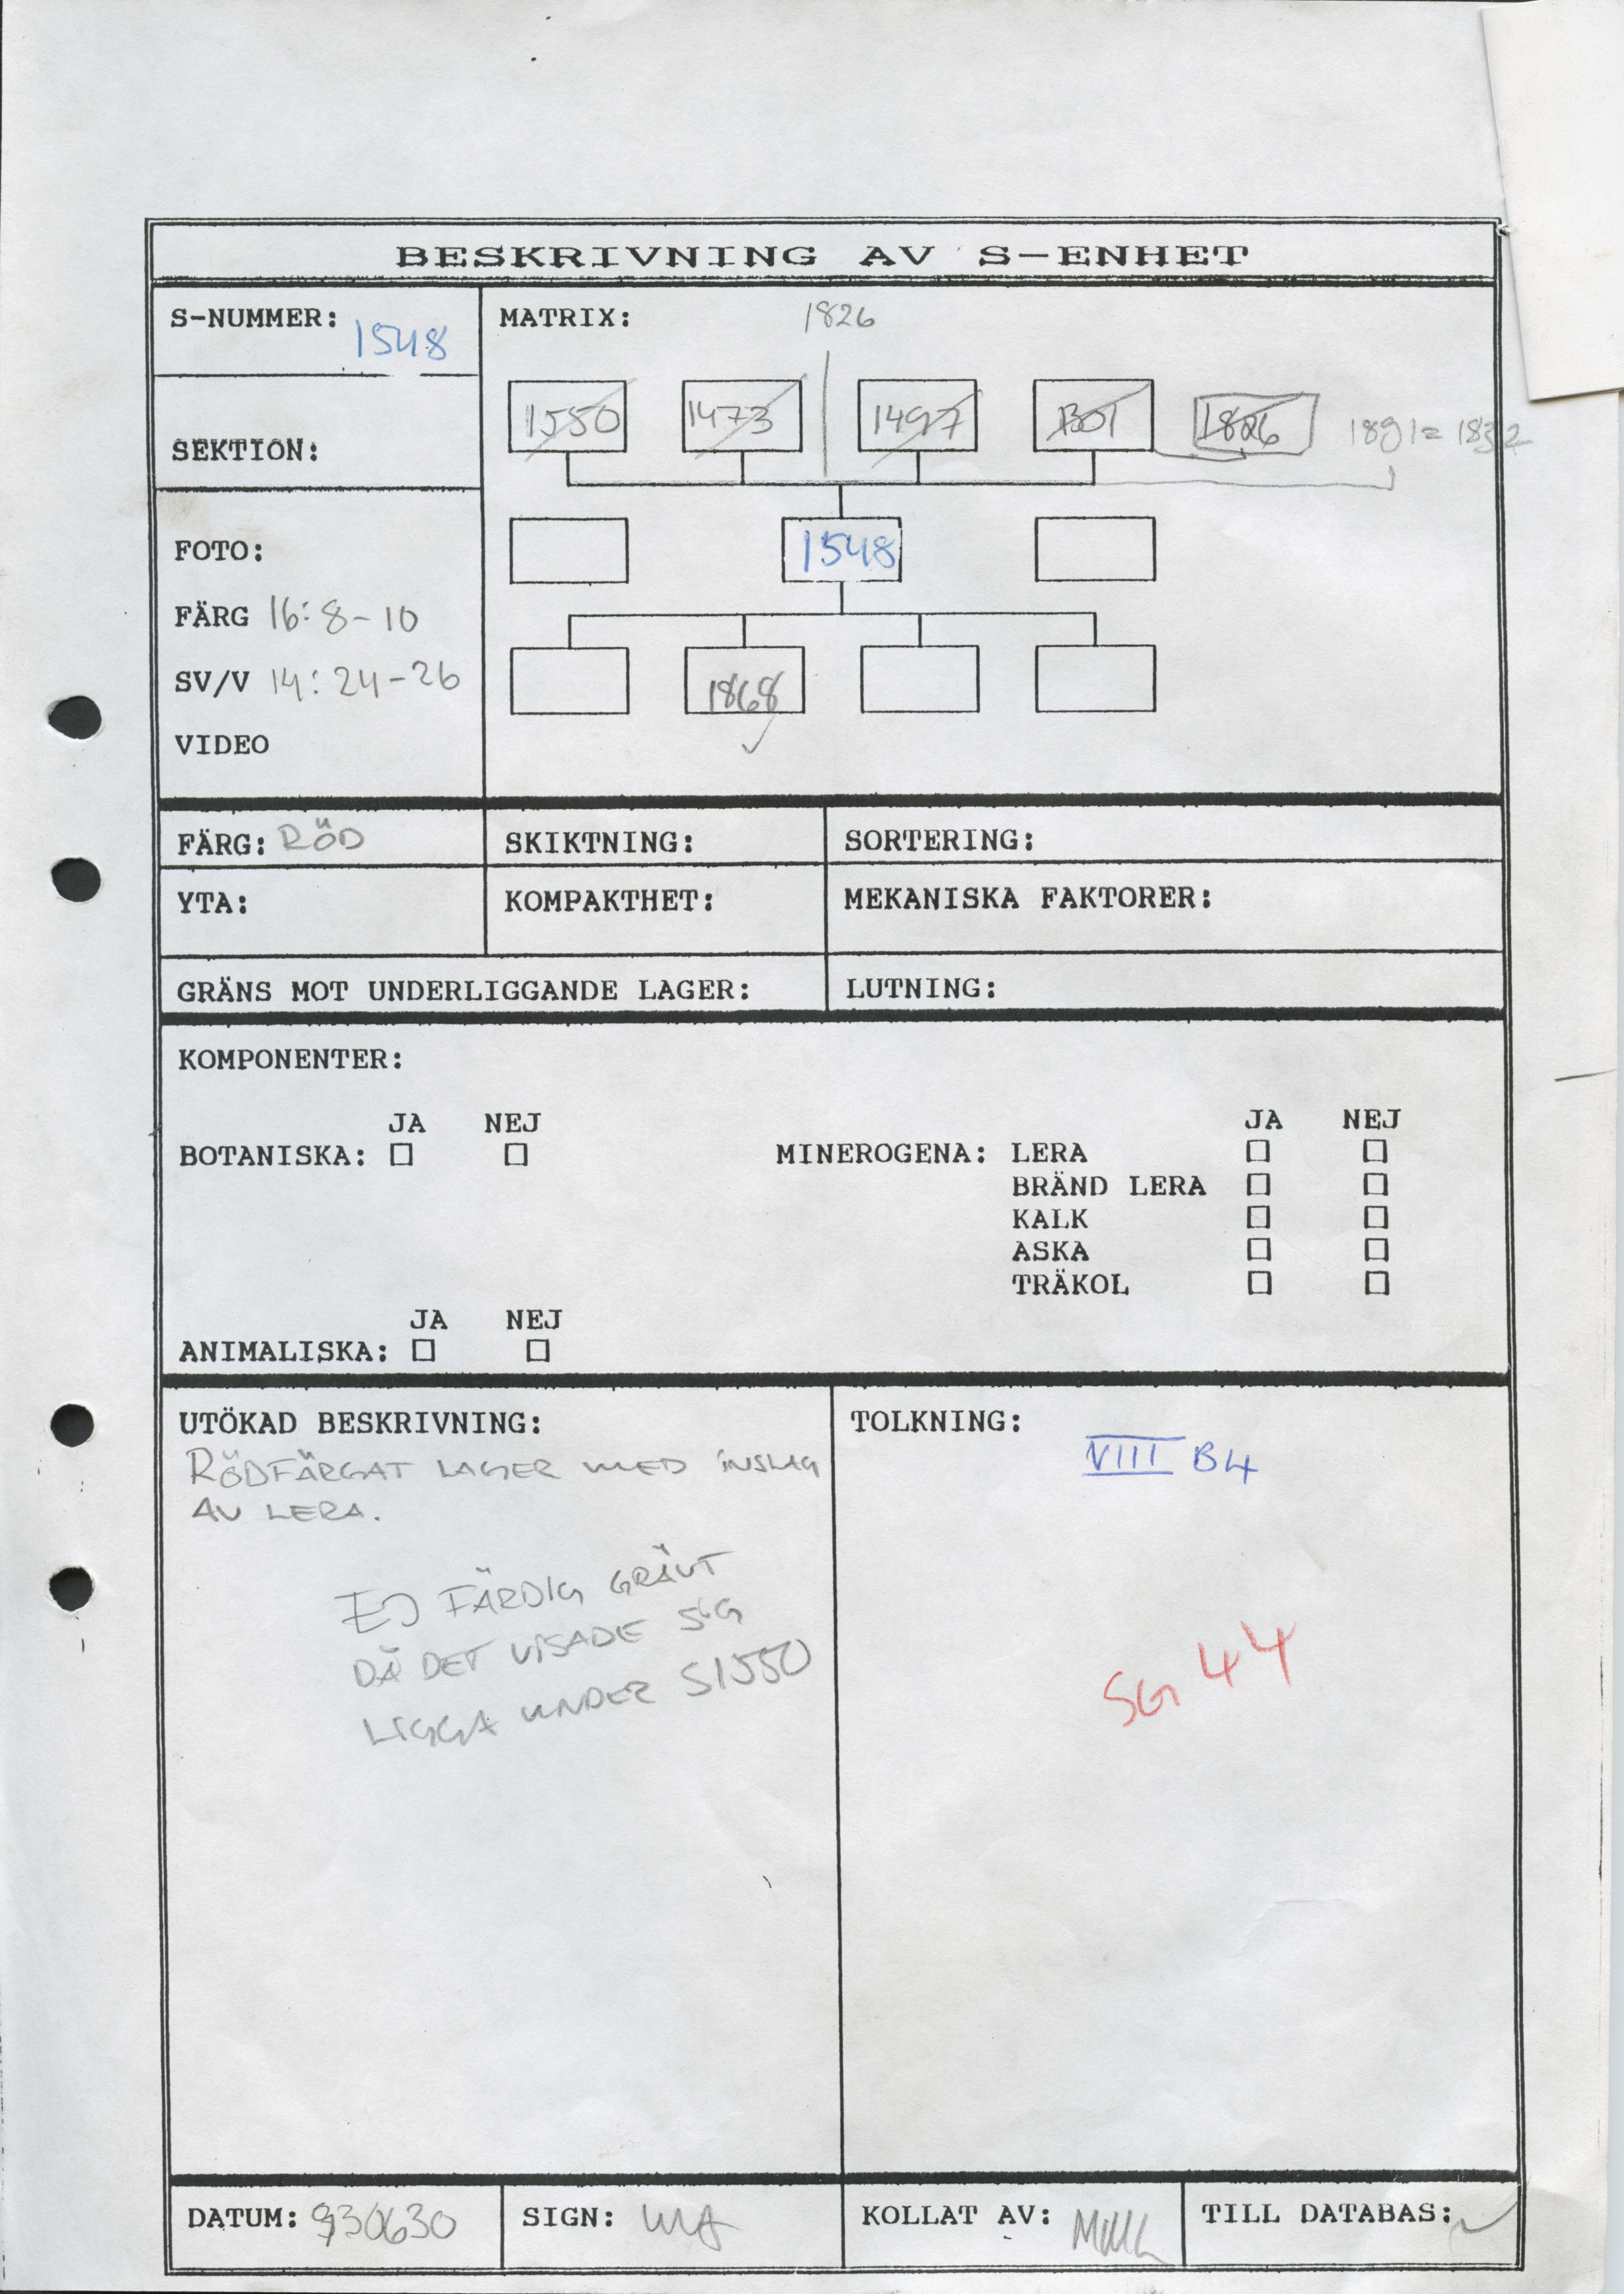 BESKRIVNING AV S-ENHET
S-NUMMER: 1548
MATRIX: 1826
1550 1473 1497 1301 1826 1891=1832
SEKTION:
FOTO:
1548
FÄRG 16:8-10
SV/V 14:24-26
1868
VIDEO
FÄRG: RÖD SKIKTNING: SORTERING:
YTA: KOMPAKTHET: MEKANISKA FAKTORER:
GRÄNS MOT UNDERLIGGANDE LAGER: LUTNING:
KOMPONENTER:
JA NEJ
BOTANISKA:
JA NEJ
MINEROGENA: LERA
BRÄND LERA
KALK
ASKA
TRÄKOL
JA NEJ
ANIMALISKA:
UTÖKAD BESKRIVNING:
RÖDFÄRGAT LAGER MED INSLAG
AV LERA.
EJ FÄRDIG GRÄVT
DÅ DET VISADE SIG
LIGGA UNDER S1550
TOLKNING:
VIII B4
SG 44
DATUM: 930630 SIGN: KOLLAT AV: TILL DATABAS: